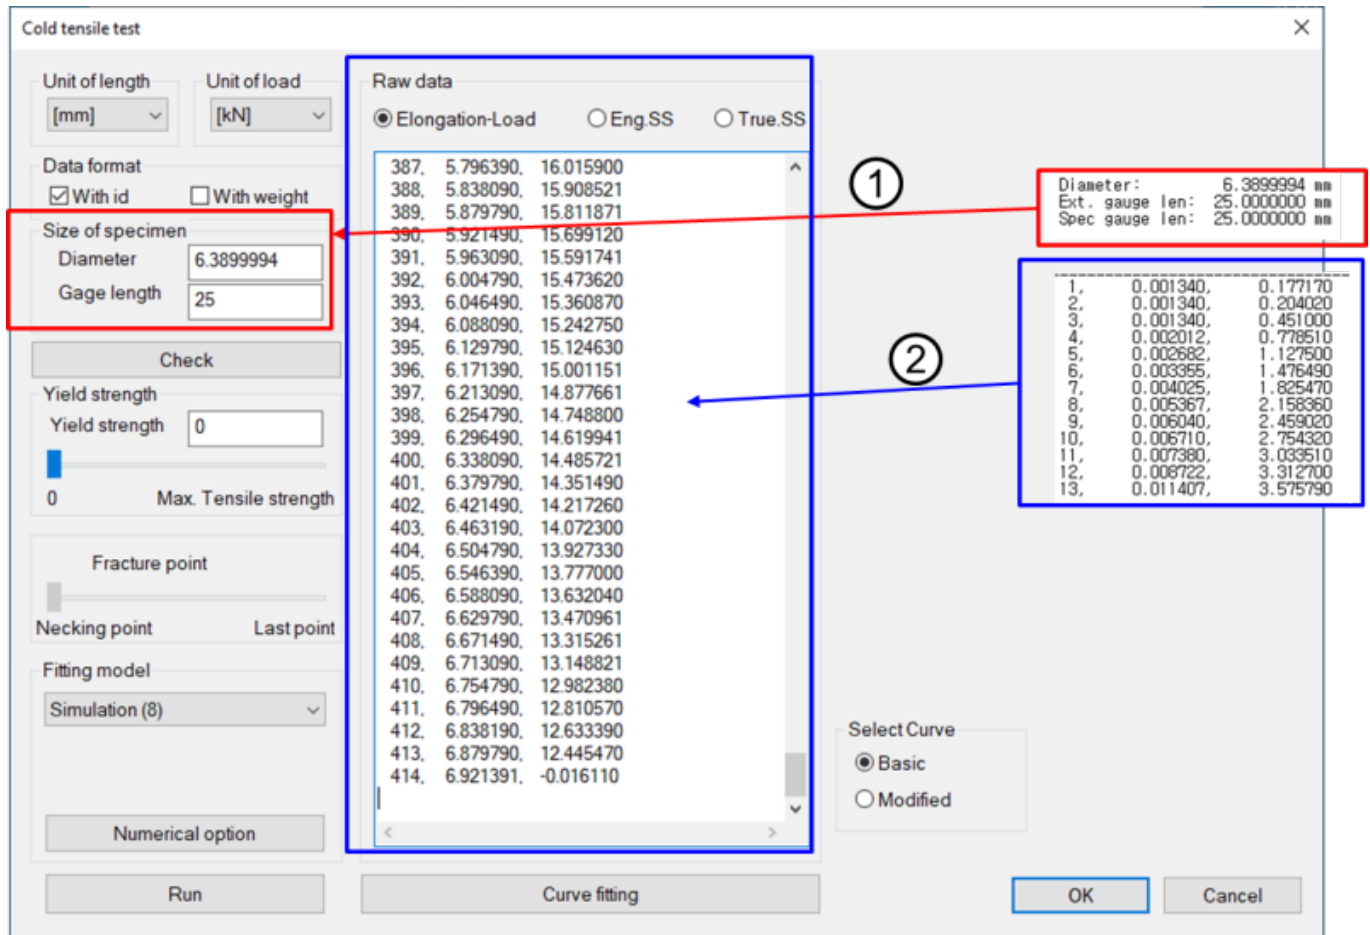 Cold tensile test
Unit of length
[mm]
Unit of load
[kN]
Data format
With id
With weight
Size of specimen
Diameter
6.3899994
Gage length
25
Check
Yield strength
Yield strength
0
0
Max. Tensile strength
Fracture point
Necking point
Last point
Fitting model
Simulation (8)
Numerical option
Run
Raw data
Elongation-Load
Eng.SS
True.SS
387, 5.796390, 16.015900
388, 5.838090, 15.908521
389, 5.879790, 15.811871
390, 5.921490, 15.699120
391, 5.963090, 15.591741
392, 6.004790, 15.473620
393, 6.046490, 15.360870
394, 6.088090, 15.242750
395, 6.129790, 15.124630
396, 6.171390, 15.001151
397, 6.213090, 14.877661
398, 6.254790, 14.748800
399, 6.296490, 14.619941
400, 6.338090, 14.485721
401, 6.379790, 14.351490
402, 6.421490, 14.217260
403, 6.463190, 14.072300
404, 6.504790, 13.927330
405, 6.546390, 13.777000
406, 6.588090, 13.632040
407, 6.629790, 13.470961
408, 6.671490, 13.315261
409, 6.713090, 13.148821
410, 6.754790, 12.982380
411, 6.796490, 12.810570
412, 6.838190, 12.633390
413, 6.879790, 12.445470
414, 6.921391, -0.016110
Curve fitting
Select Curve
Basic
Modified
OK
Cancel
1
Diameter: 6.3899994 mm
Ext. gauge len: 25.0000000 mm
Spec gauge len: 25.0000000 mm
2
1, 0.001340, 0.177170
2, 0.001340, 0.204020
3, 0.001340, 0.451000
4, 0.002012, 0.778510
5, 0.002682, 1.127500
6, 0.003355, 1.476490
7, 0.004025, 1.825470
8, 0.005367, 2.158360
9, 0.006040, 2.459020
10, 0.006710, 2.754320
11, 0.007380, 3.033510
12, 0.008722, 3.312700
13, 0.011407, 3.575790